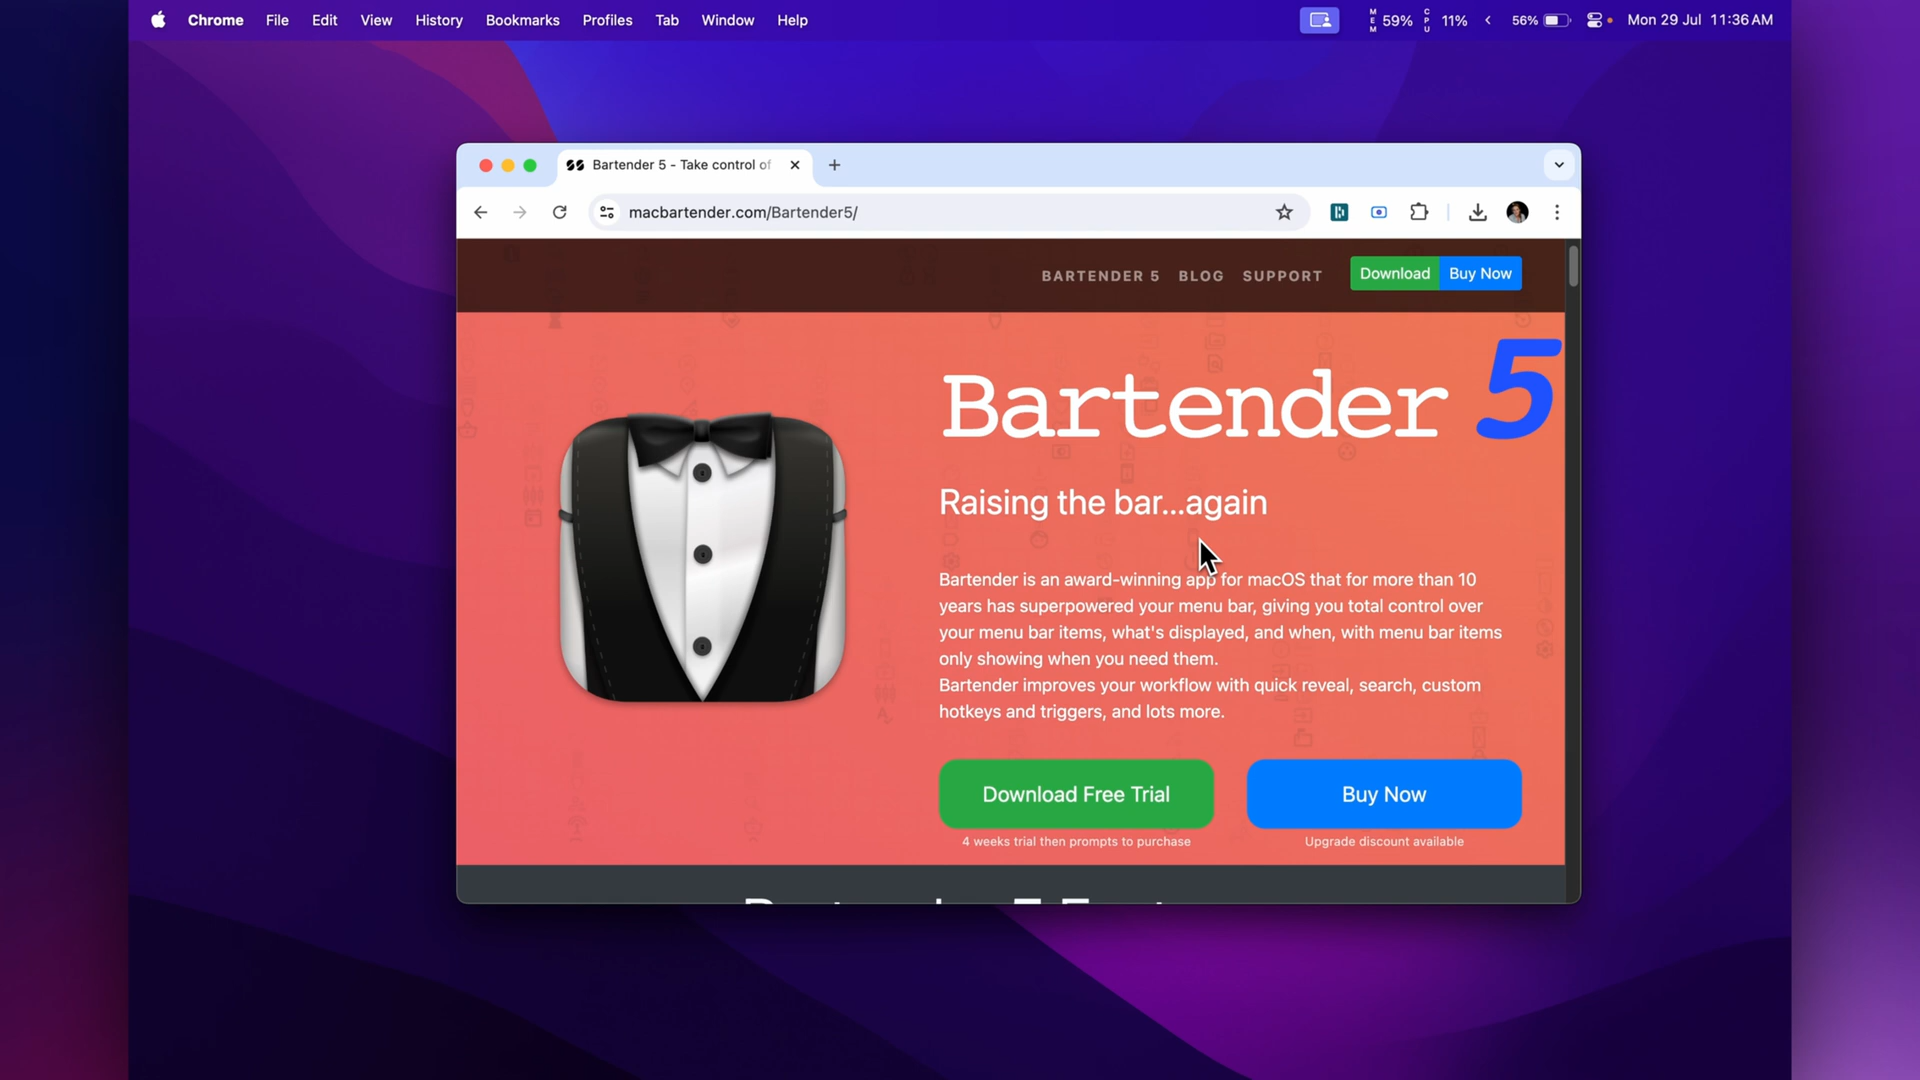 Chrome File Edit View History Bookmarks Profiles Tab Window Help
MEM 59% CPU 11% 56% Mon 29 Jul 11:36 AM
Bartender 5 - Take control of
macbartender.com/Bartender5/
BARTENDER 5 BLOG SUPPORT Download Buy Now
Bartender 5
Raising the bar...again
Bartender is an award-winning app for macOS that for more than 10
years has superpowered your menu bar, giving you total control over
your menu bar items, what's displayed, and when, with menu bar items
only showing when you need them.
Bartender improves your workflow with quick reveal, search, custom
hotkeys and triggers, and lots more.
Download Free Trial Buy Now
4 weeks trial then prompts to purchase Upgrade discount available